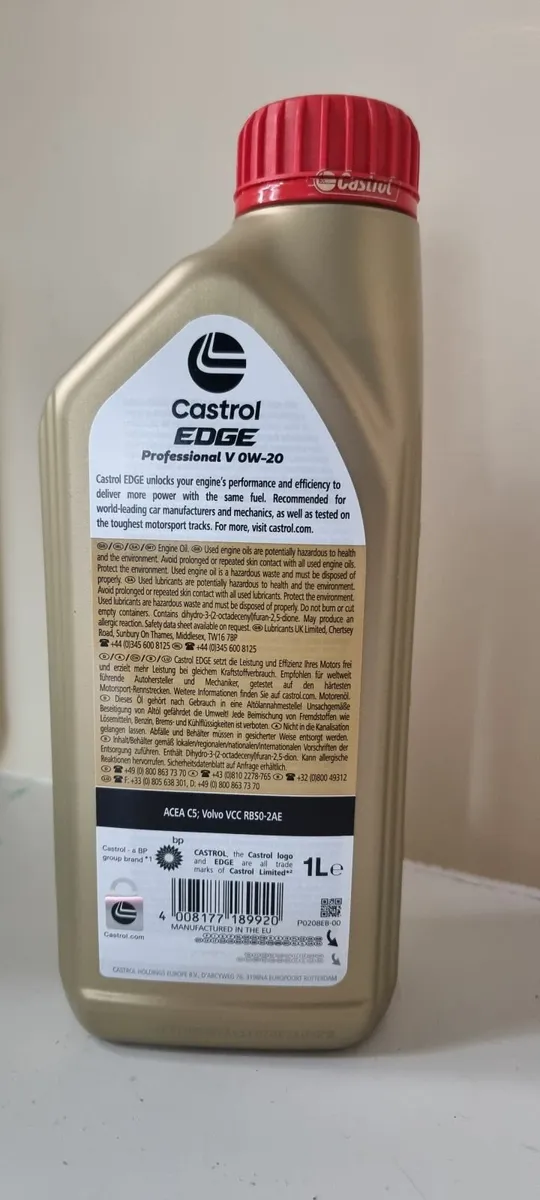 Castrol
Castrol
EDGE
Professional V 0W-20
Castrol EDGE unlocks your engine's performance and efficiency to
deliver more power with the same fuel. Recommended for
world-leading car manufacturers and mechanics, as well as tested on
the toughest motorsport tracks. For more, visit castrol.com.
Engine Oil. Used engine oils are potentially hazardous to health
and the environment. Avoid prolonged or repeated skin contact with all used engine oils.
Protect the environment. Used engine oil is a hazardous waste and must be disposed of
properly. Used lubricants are potentially hazardous to health and the environment.
Avoid prolonged or repeated skin contact with all used lubricants. Protect the environment.
Used lubricants are hazardous waste and must be disposed of properly. Do not burn or cut
empty containers. Contains dihydro-3-(2-octadecenyl)furan-2,5-dione. May produce an
allergic reaction. Safety data sheet available on request. Lubricants UK Limited, Chertsey
Road, Sunbury On Thames, Middlesex, TW16 7BP
+44 (0)345 600 8125 +44 (0)345 600 8125
Castrol EDGE setzt die Leistung und Effizienz Ihres Motors frei
und erzielt mehr Leistung bei gleichem Kraftstoffverbrauch. Empfohlen für weltweit
führende Autohersteller und Mechaniker, getestet auf den härtesten
Motorsport-Rennstrecken. Weitere Informationen finden Sie auf castrol.com. Motorenöl.
Dieses Öl gehört nach Gebrauch in eine Altölannahmestelle! Unsachgemäße
Beseitigung von Altöl gefährdet die Umwelt! Jede Beimischung von Fremdstoffen wie
Lösemitteln, Benzin, Brems- und Kühlflüssigkeiten ist verboten. Nicht in die Kanalisation
gelangen lassen. Abfälle und Behälter müssen in gesicherter Weise entsorgt werden.
Inhalt/Behälter gemäß lokalen/regionalen/nationalen/internationalen Vorschriften der
Entsorgung zuführen. Enthält Dihydro-3-(2-octadecenyl)furan-2,5-dion. Kann allergische
Reaktionen hervorrufen. Sicherheitsdatenblatt auf Anfrage erhältlich.
+49 (0) 800 863 73 70 +43 (0)810 2278-765 +32 (0)800 49312
F: +33 (0) 805 638 301, D: +49 (0) 800 863 73 70
ACEA C5; Volvo VCC RBS0-2AE
bp
Castrol - a BP
group brand *1
CASTROL, the Castrol logo
and EDGE are all trade
marks of Castrol Limited*²
1L e
4 008177 189920
MANUFACTURED IN THE EU
P0208E8-00
Castrol.com
CASTROL HOLDINGS EUROPE B.V., D'ARCYWEG 76, 3198NA EUROPOORT ROTTERDAM